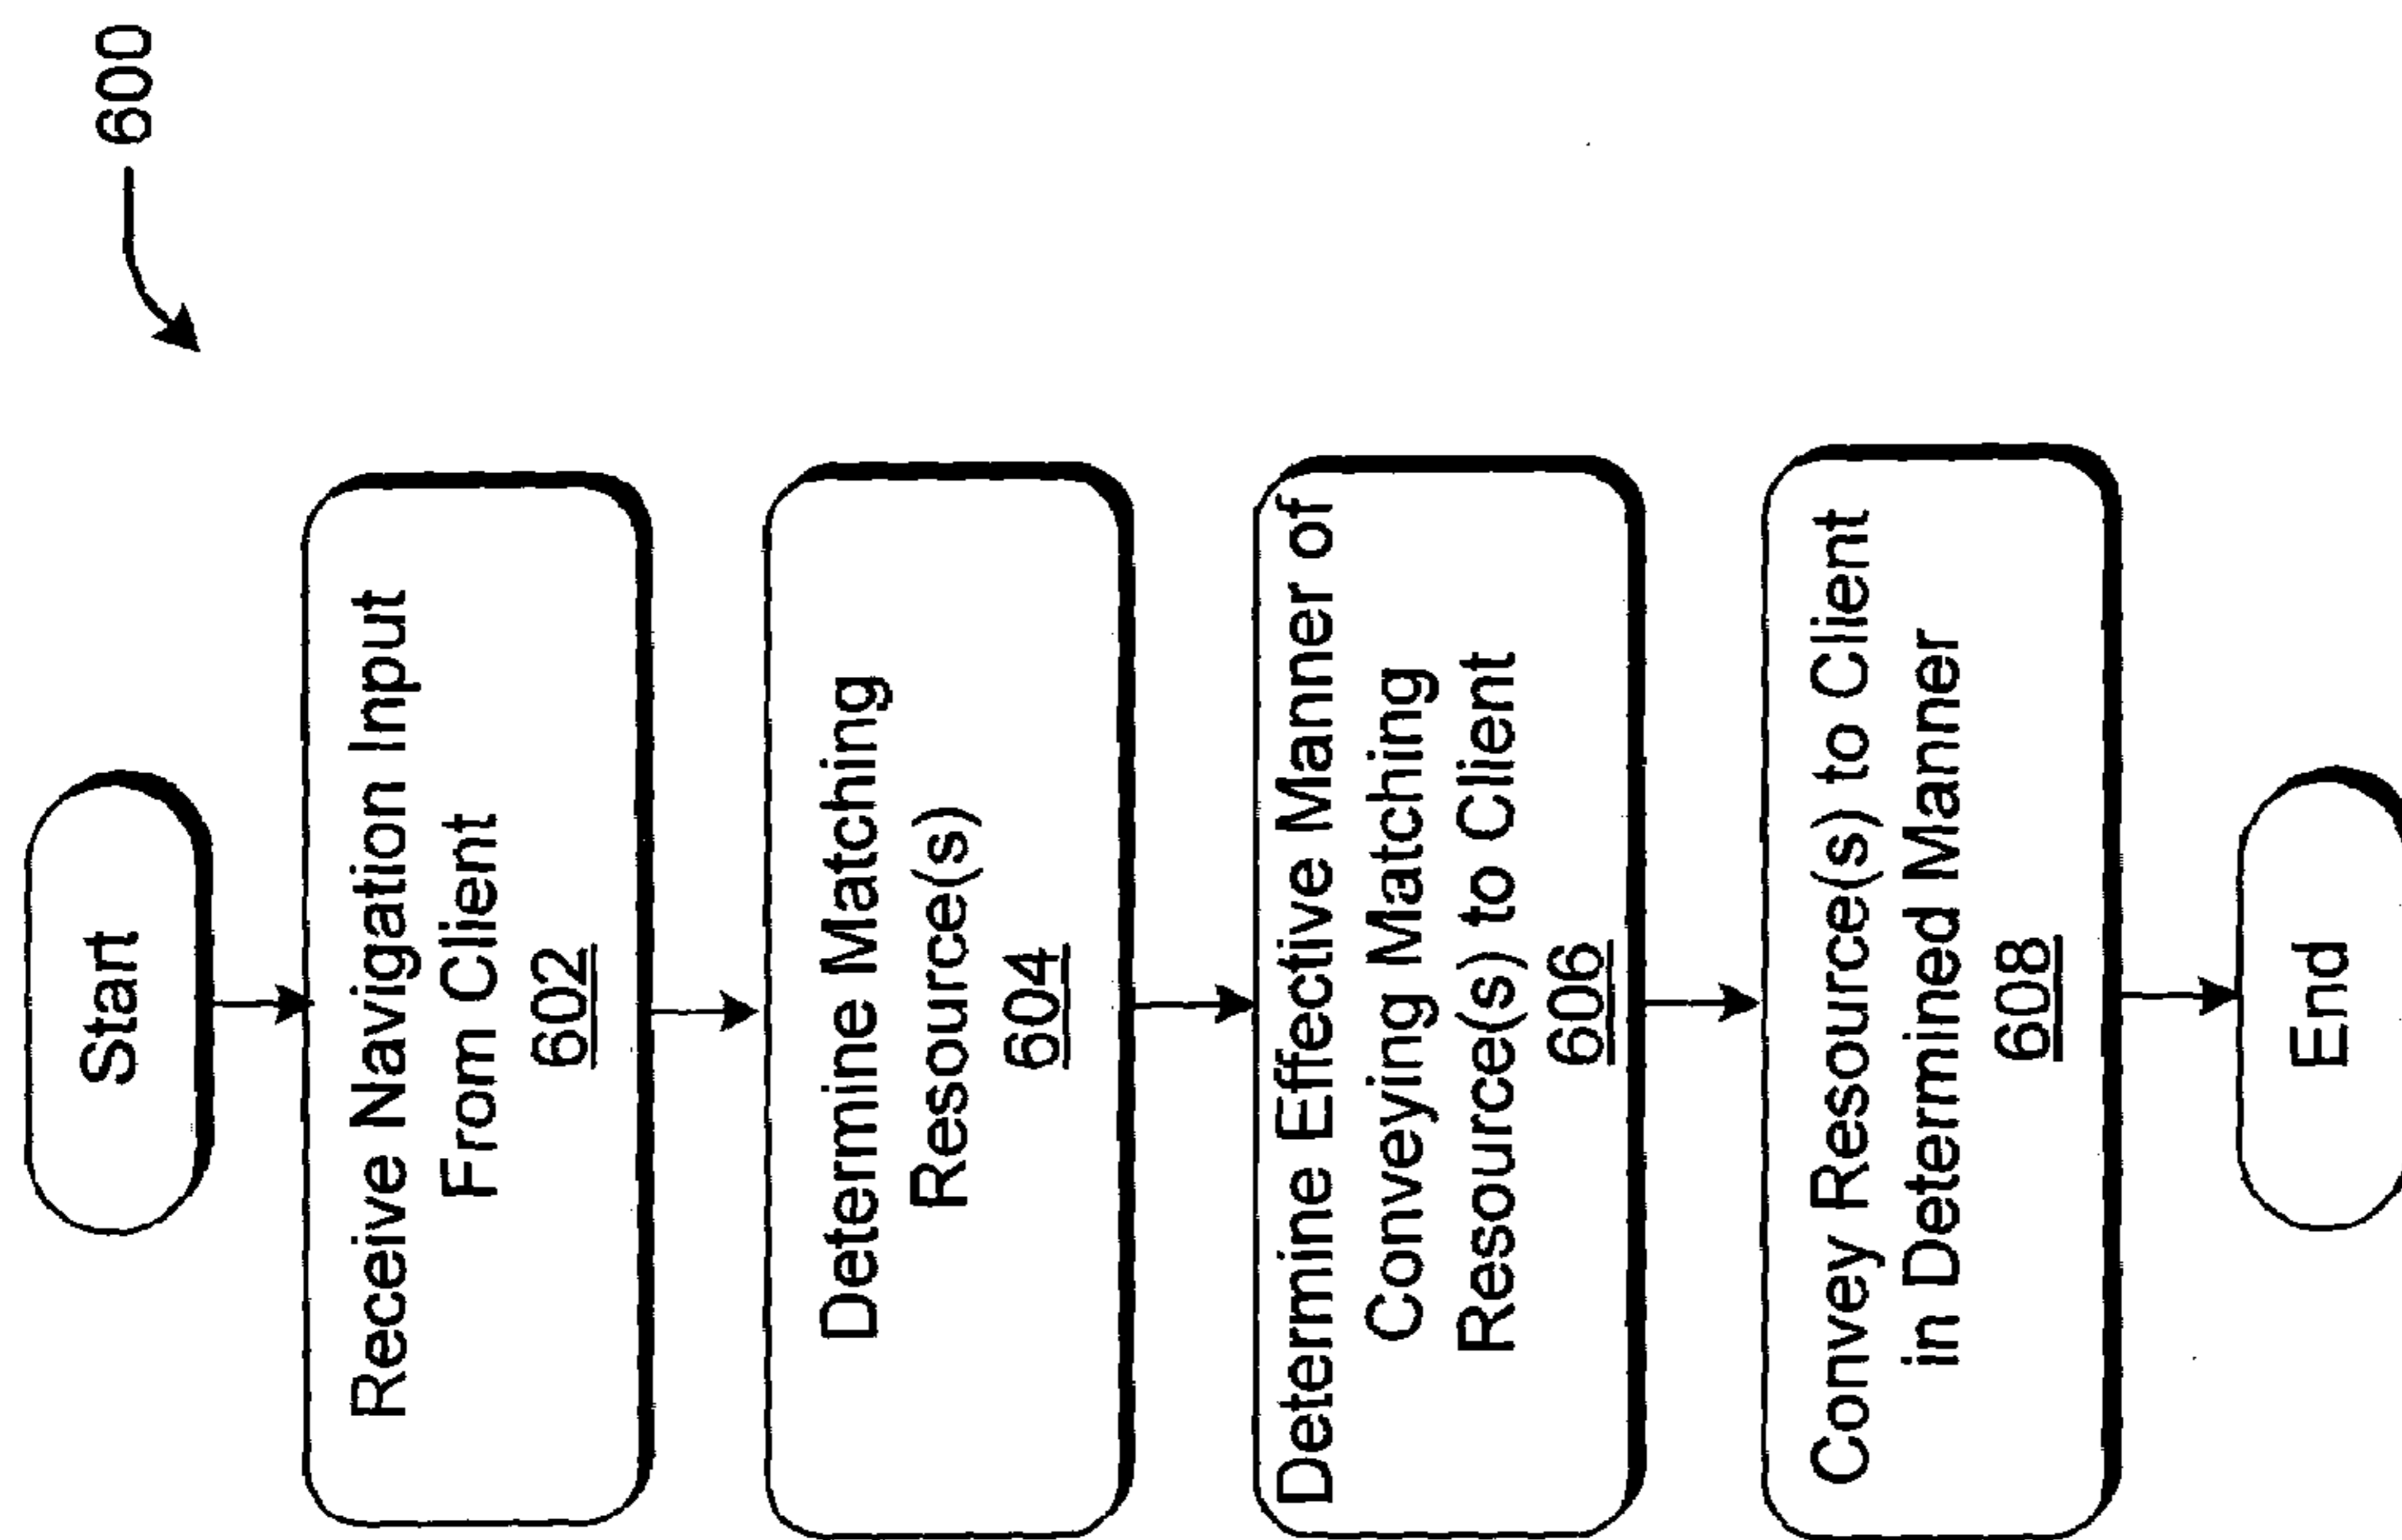 600
Start
Receive Navigation Input
From Client
602
Determine Matching
Resource(s)
604
Determine Effective Manner of
Conveying Matching
Resource(s) to Client
606
Convey Resource(s) to Client
in Determined Manner
608
End